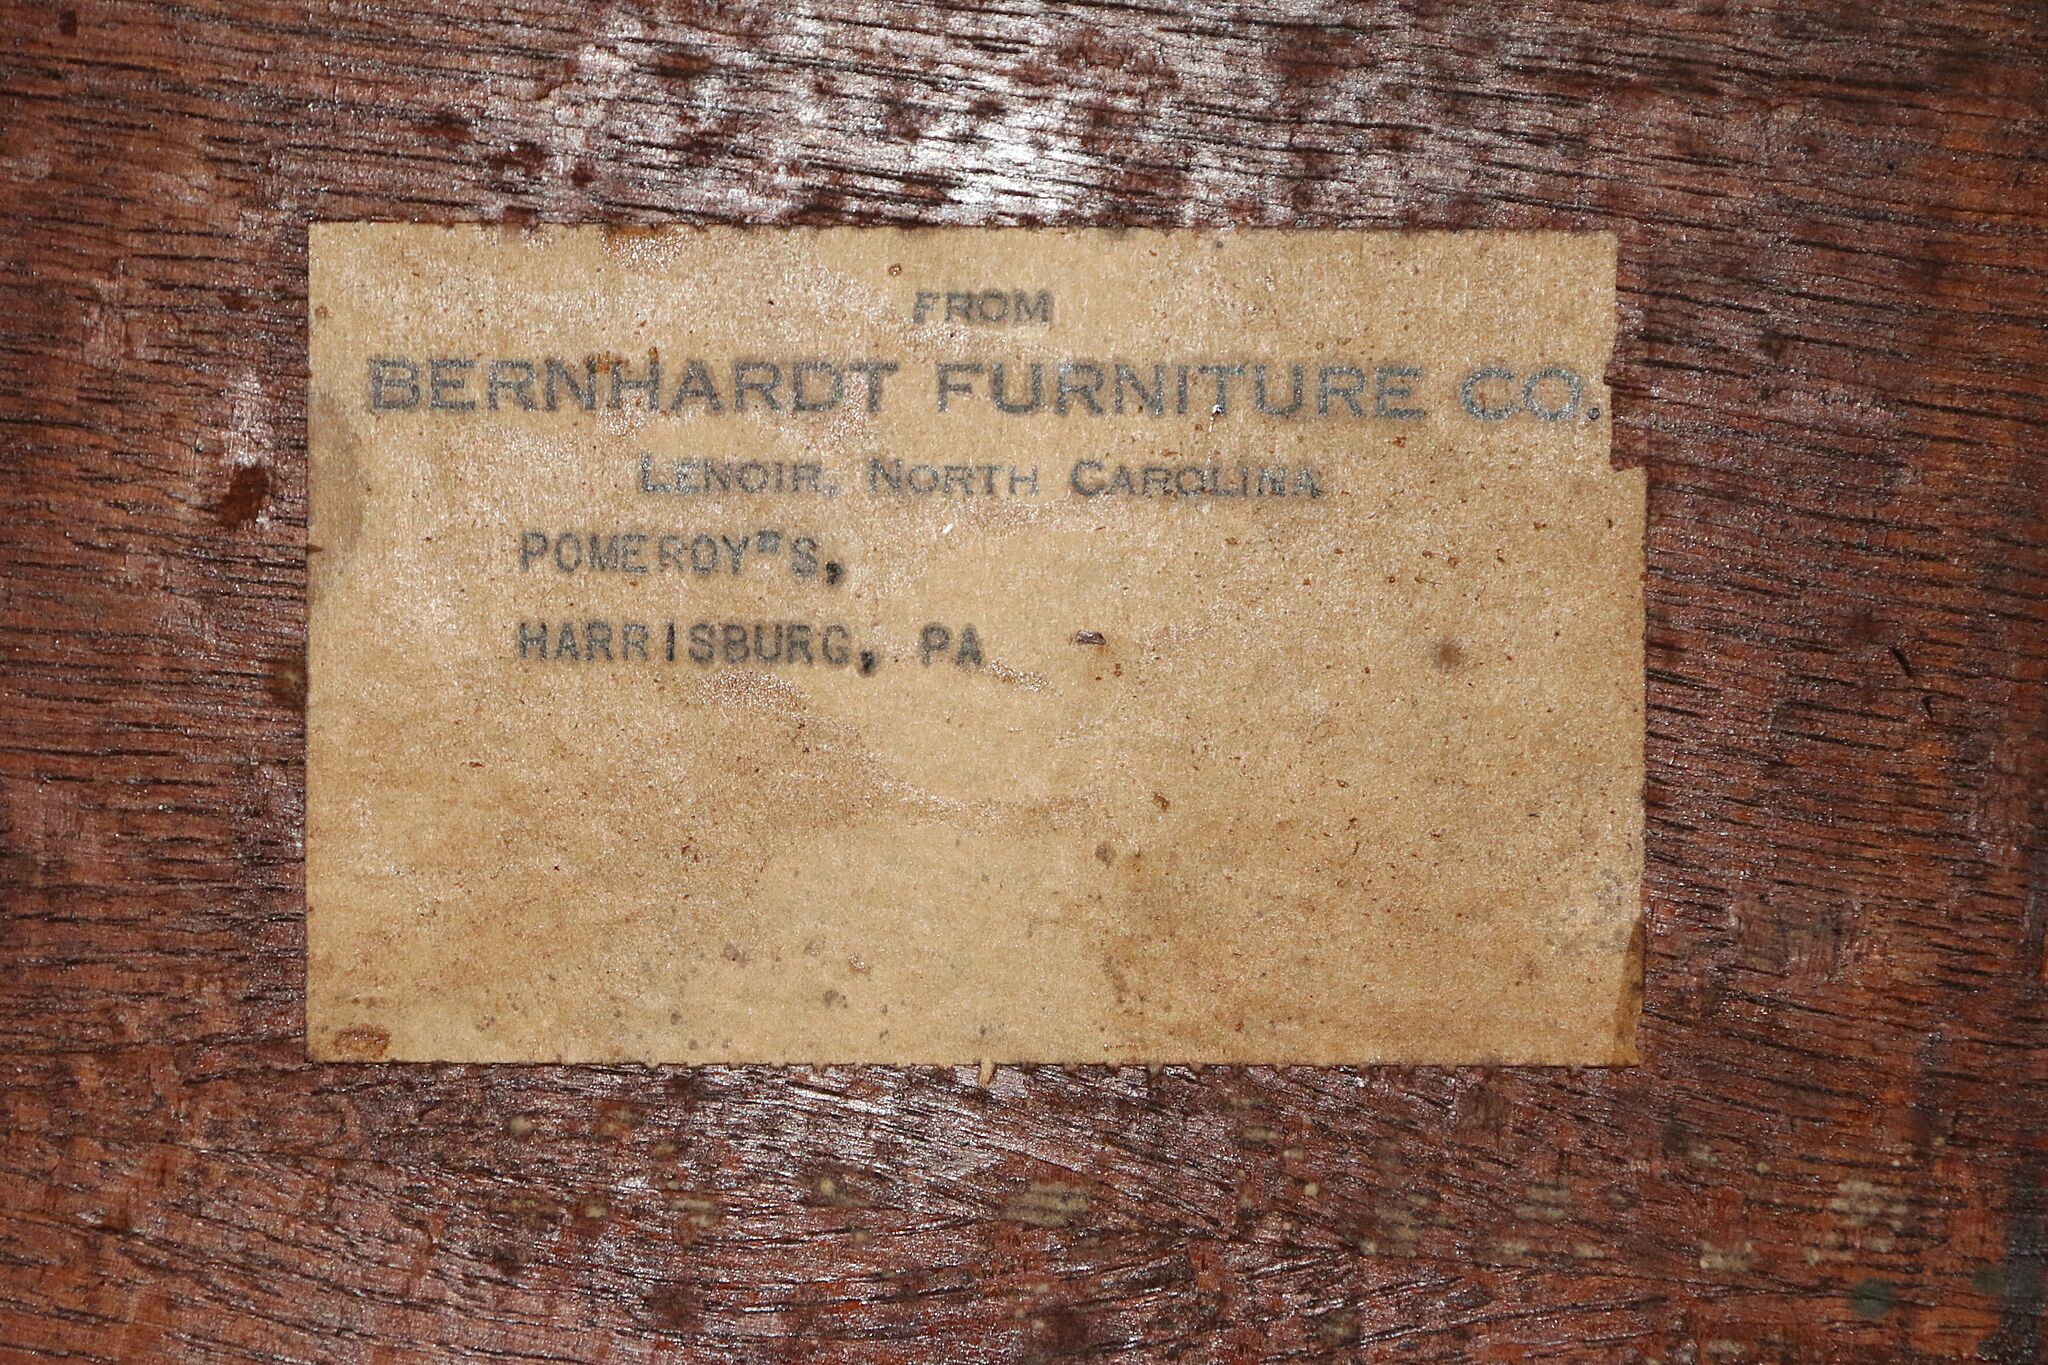 FROM
BERNHARDT FURNITURE CO.
LENOIR, NORTH CAROLINA
POMEROY"S,
HARRISBURG, PA